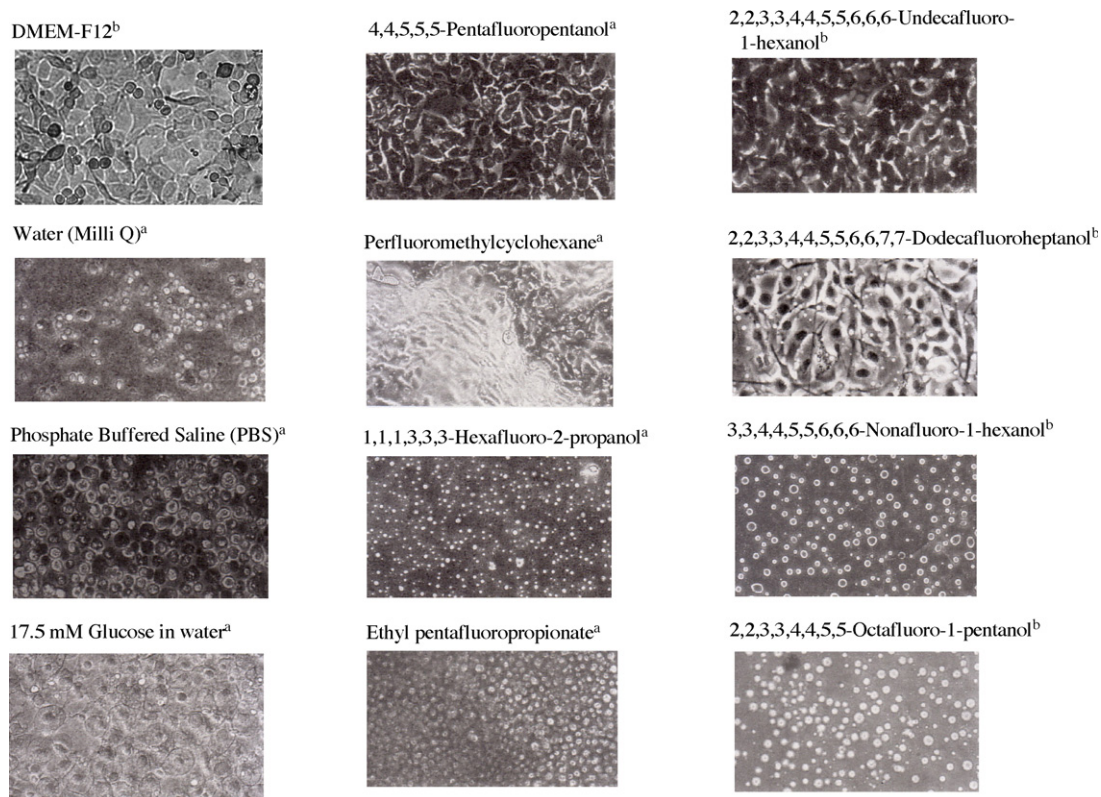 DMEM-F12b
4,4,5,5,5-Pentafluoropentanola
2,2,3,3,4,4,5,5,6,6,6-Undecafluoro-
1-hexanolb
Water (Milli Q)a
Perfluoromethylcyclohexanea
2,2,3,3,4,4,5,5,6,6,7,7-Dodecafluoroheptanolb
Phosphate Buffered Saline (PBS)a
1,1,1,3,3,3-Hexafluoro-2-propanola
3,3,4,4,5,5,6,6,6-Nonafluoro-1-hexanolb
17.5 mM Glucose in watera
Ethyl pentafluoropropionatea
2,2,3,3,4,4,5,5-Octafluoro-1-pentanolb